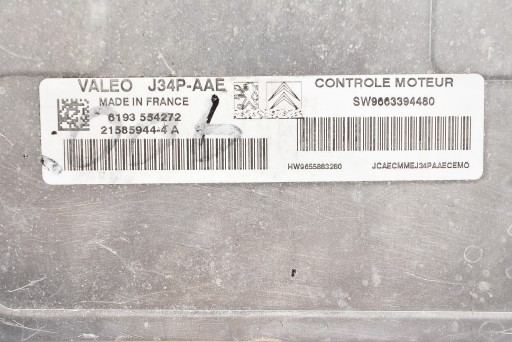 VALEO J34P-AAE
MADE IN FRANCE
6193 554272
21585944-4 A
CONTROLE MOTEUR
SW9663394480
HW9655883280
JCAECMMEJ34PAAECEMO